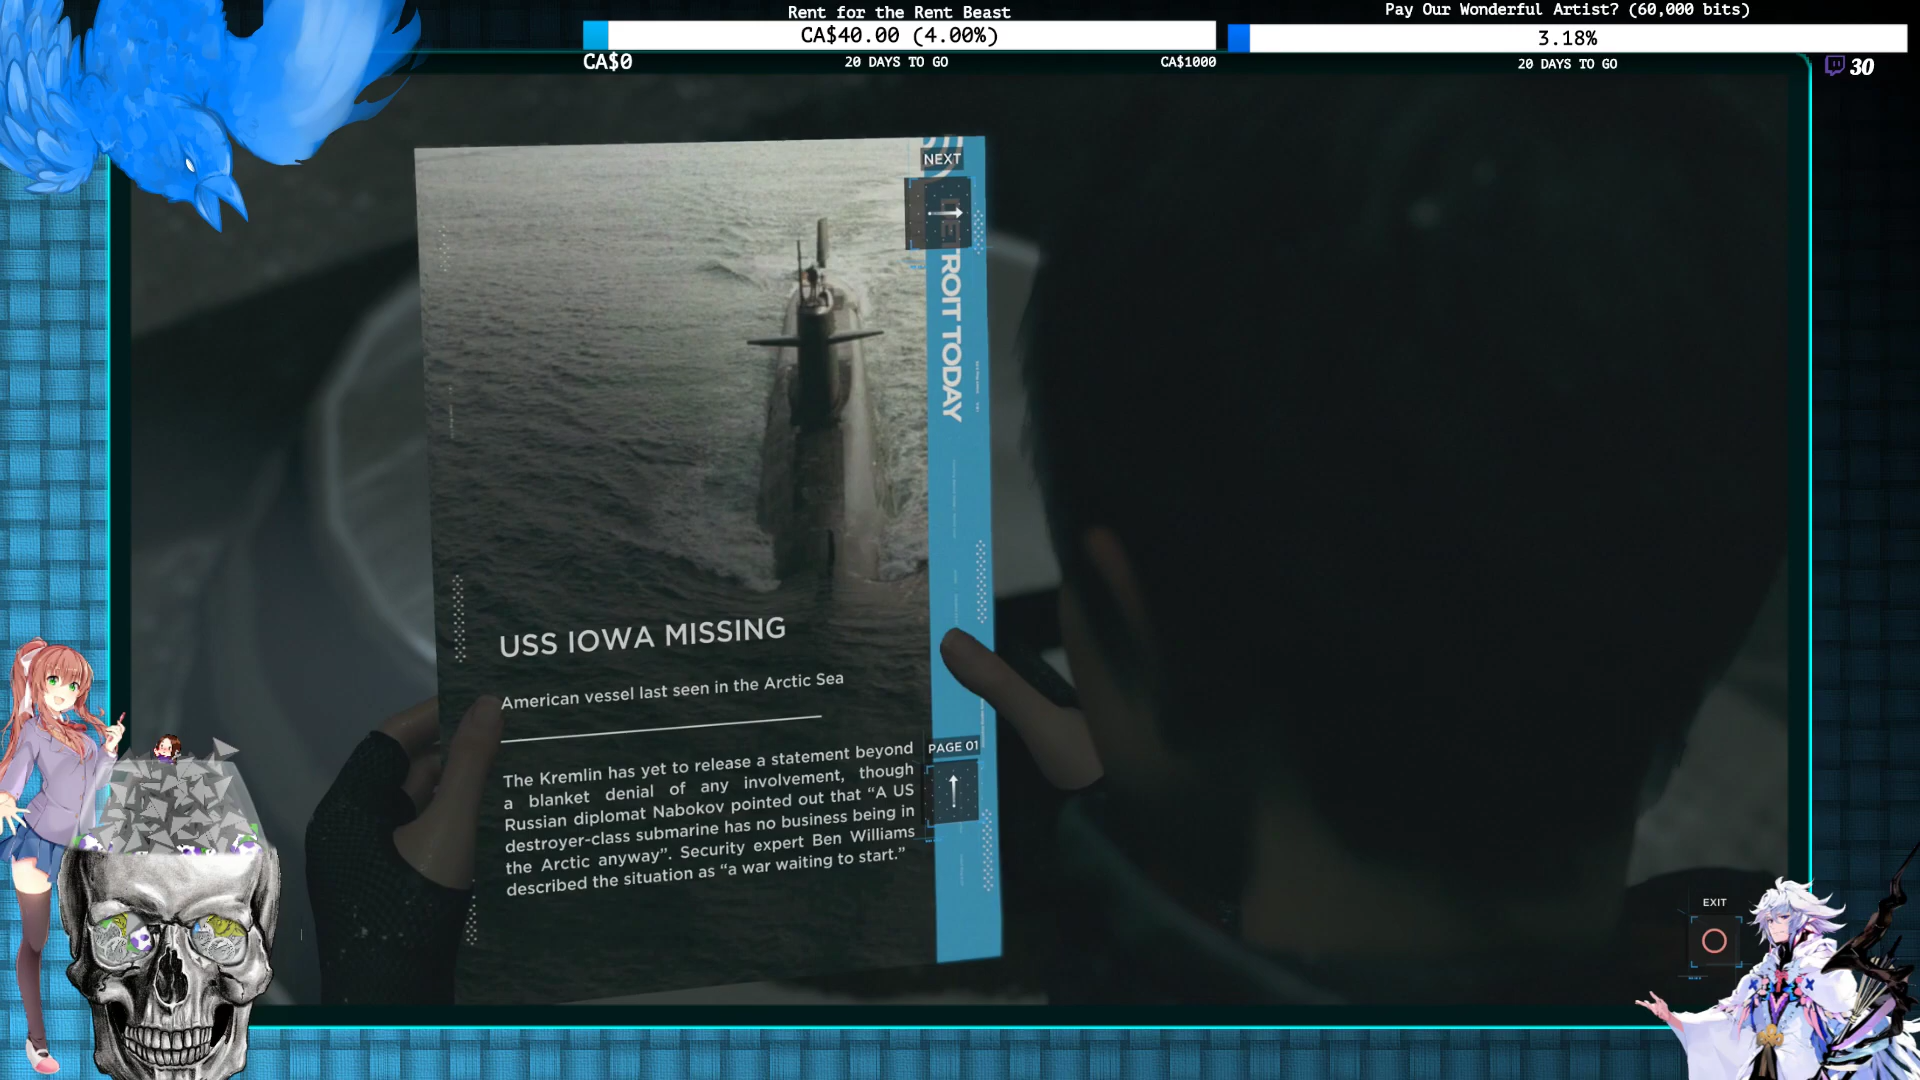 Rent for the Rent Beast
CA$40.00 (4.00%)
CA$0
20 DAYS TO GO
CA$1000
Pay Our Wonderful Artist? (60,000 bits)
3.18%
20 DAYS TO GO
30
NEXT
DETROIT TODAY
USS IOWA MISSING
American vessel last seen in the Arctic Sea
The Kremlin has yet to release a statement beyond
a blanket denial of any involvement, though
Russian diplomat Nabokov pointed out that “A US
destroyer-class submarine has no business being in
the Arctic anyway”. Security expert Ben Williams
described the situation as “a war waiting to start.”
PAGE 01
EXIT